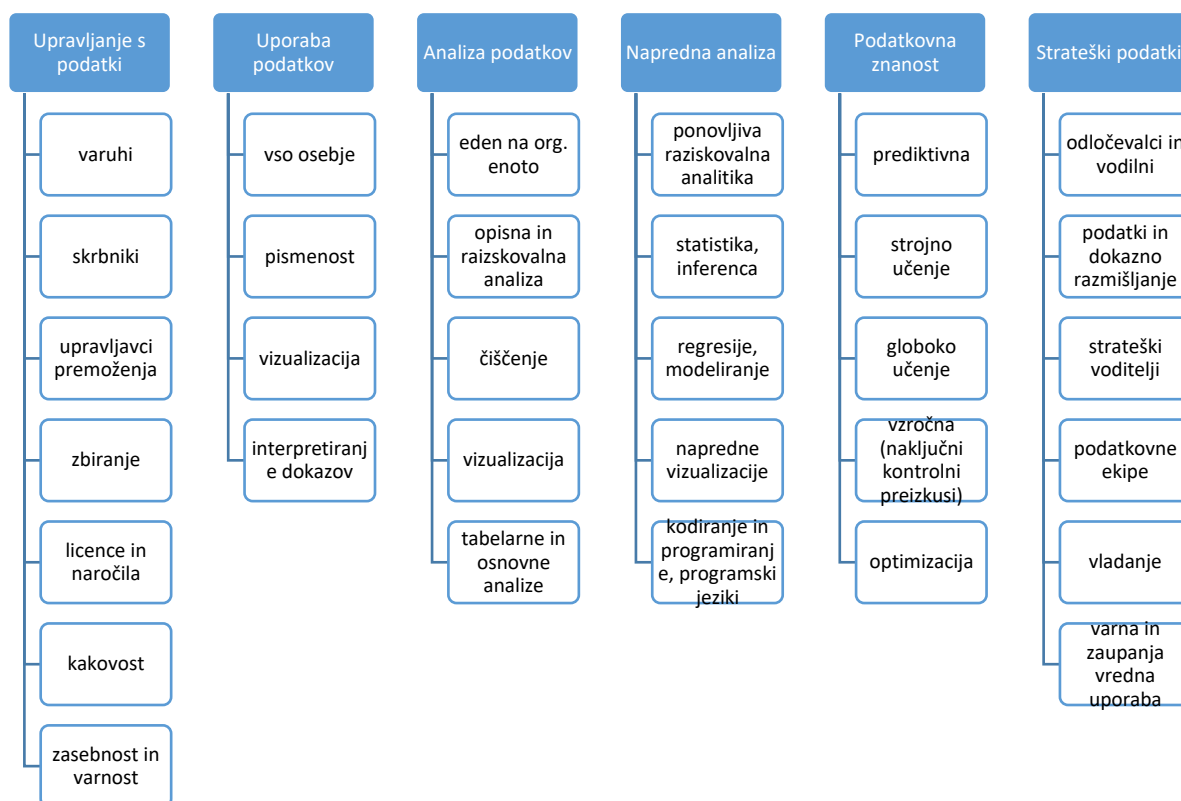 Upravljanje s
podatki
varuhi
skrbniki
upravljavci
premoženja
zbiranje
licence in
naročila
kakovost
zasebnost in
varnost
Uporaba
podatkov
vso osebje
pismenost
vizualizacija
interpretiranj
e dokazov
Analiza podatkov
eden na org.
enoto
opisna in
raizskovalna
analiza
čiščenje
vizualizacija
tabelarne in
osnovne
analize
Napredna analiza
ponovljiva
raziskovalna
analitika
statistika,
inferenca
regresije,
modeliranje
napredne
vizualizacije
kodiranje in
programiranj
e, programski
jeziki
Podatkovna
znanost
prediktivna
strojno
učenje
globoko
učenje
vzročna
(naključni
kontrolni
preizkusi)
optimizacija
Strateški podatki
odločevalci in
vodilni
podatki in
dokazno
razmišljanje
strateški
voditelji
podatkovne
ekipe
vladanje
varna in
zaupanja
vredna
uporaba